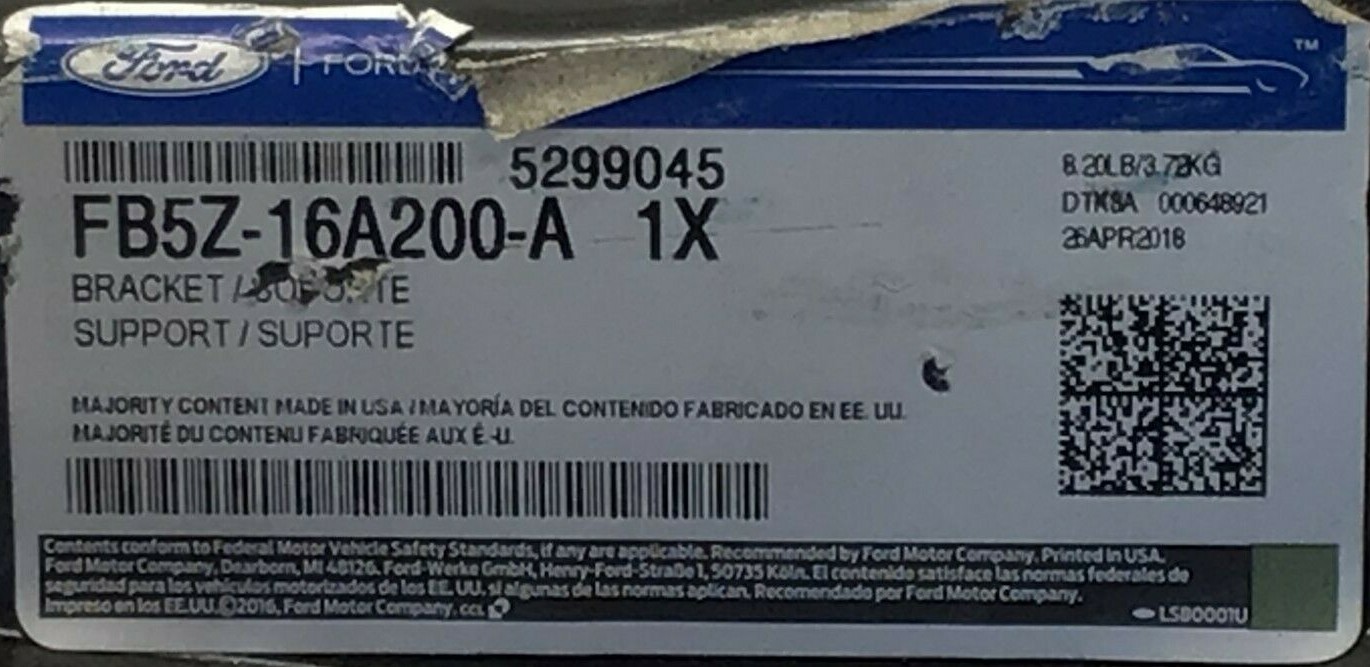 Ford | FORD
TM
5299045
8.20LB/3.72KG
FB5Z-16A200-A 1X
000648921
26APR2018
BRACKET /
SUPPORT / SUPORTE
MAJORITY CONTENT MADE IN USA / MAYORÍA DEL CONTENIDO FABRICADO EN EE. UU.
MAJORITÉ DU CONTENU FABRIQUÉE AUX É.-U.
Contents conform to Federal Motor Vehicle Safety Standards, if any are applicable. Recommended by Ford Motor Company. Printed in USA.
Ford Motor Company, Dearborn, MI 48126. Ford-Werke GmbH, Henry-Ford-Straße 1, 50735 Köln. El contenido satisface las normas federales de
seguridad para los vehículos motorizados de los EE. UU. si algunas de las normas aplican. Recomendado por Ford Motor Company.
Impreso en los EE.UU. ©2016, Ford Motor Company.
LSB0001U